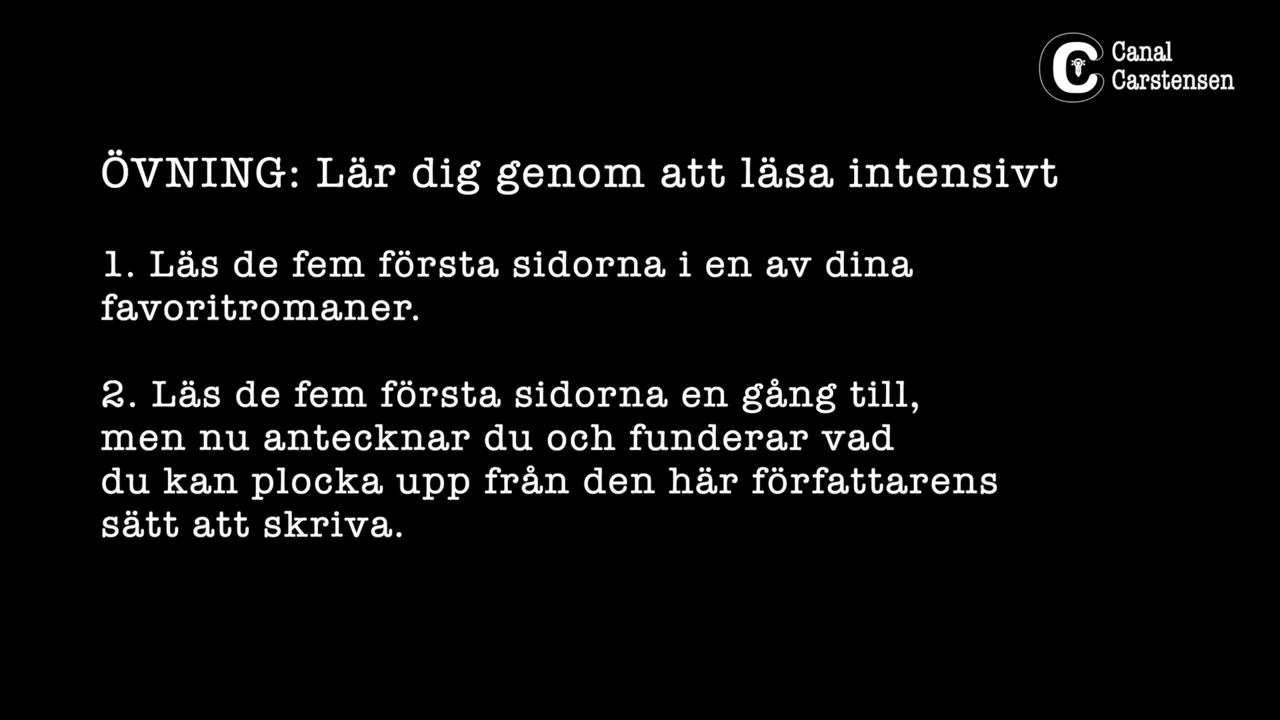 Canal
Carstensen
ÖVNING: Lär dig genom att läsa intensivt
1. Läs de fem första sidorna i en av dina
favoritromaner.
2. Läs de fem första sidorna en gång till,
men nu antecknar du och funderar vad
du kan plocka upp från den här författarens
sätt att skriva.